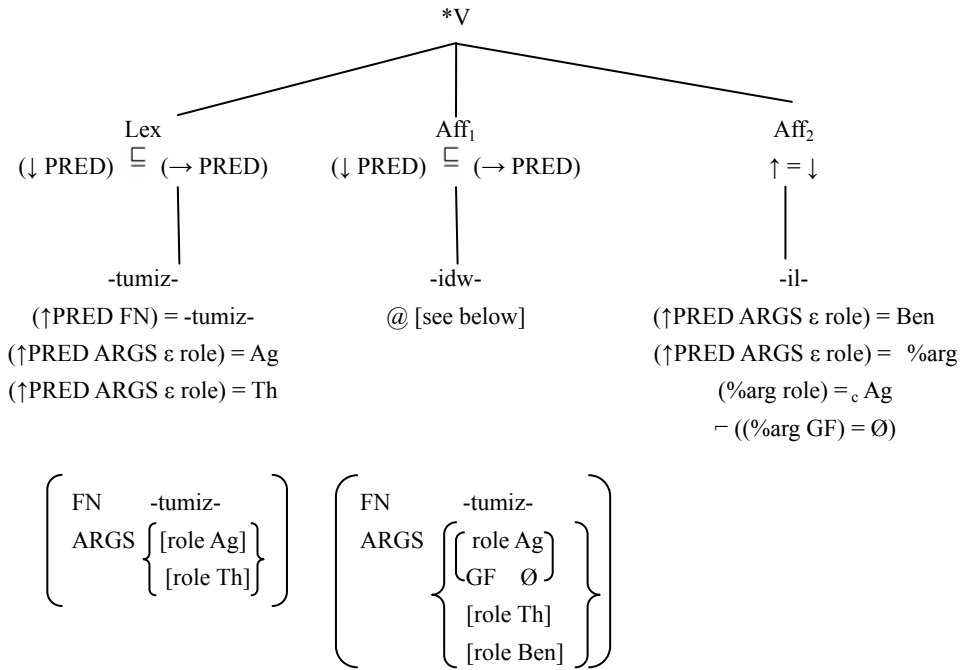 *V
Lex Aff₁ Aff₂
(↓ PRED) ⊑ (→ PRED) (↓ PRED) ⊑ (→ PRED) ↑ = ↓
-tumiz- -idw- -il-
(↑PRED FN) = -tumiz- @ [see below] (↑PRED ARGS ε role) = Ben
(↑PRED ARGS ε role) = Ag (↑PRED ARGS ε role) = %arg
(↑PRED ARGS ε role) = Th (%arg role) =c Ag
¬ ((%arg GF) = Ø)
FN -tumiz- FN -tumiz-
ARGS [role Ag] ARGS role Ag
[role Th] GF Ø
[role Th]
[role Ben]